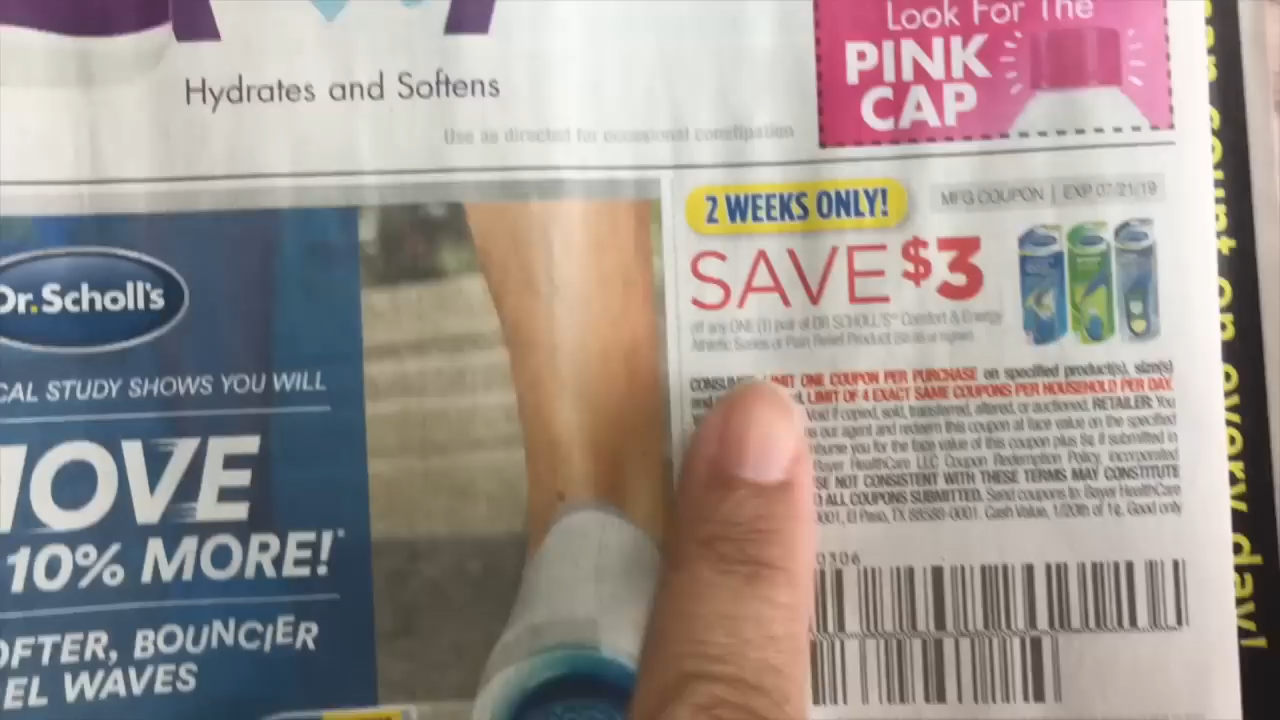 Look For The
PINK
CAP
Hydrates and Softens
Use as directed for occasional constipation
2 WEEKS ONLY!
MFG COUPON | EXP 07/21/19
SAVE $3
off any ONE (1) pair of DR. SCHOLL'S® Comfort & Energy
Athletic Series or Pain Relief Product
Dr.Scholl's
CAL STUDY SHOWS YOU WILL
MOVE
10% MORE!*
OFTER, BOUNCIER
EL WAVES
LIMIT ONE COUPON PER PURCHASE on specified product(s), size(s)
LIMIT OF 4 EXACT SAME COUPONS PER HOUSEHOLD PER DAY.
Void if copied, sold, transferred, altered, or auctioned. RETAILER: You
our agent and redeem this coupon at face value on the specified
you for the face value of this coupon plus 8¢ if submitted in
Bayer HealthCare LLC Coupon Redemption Policy, incorporated
SE NOT CONSISTENT WITH THESE TERMS MAY CONSTITUTE
ALL COUPONS SUBMITTED. Send coupons to: Bayer HealthCare
El Paso, TX 88588-0001. Cash Value, 1/20th of 1¢. Good only
0306
on every day!